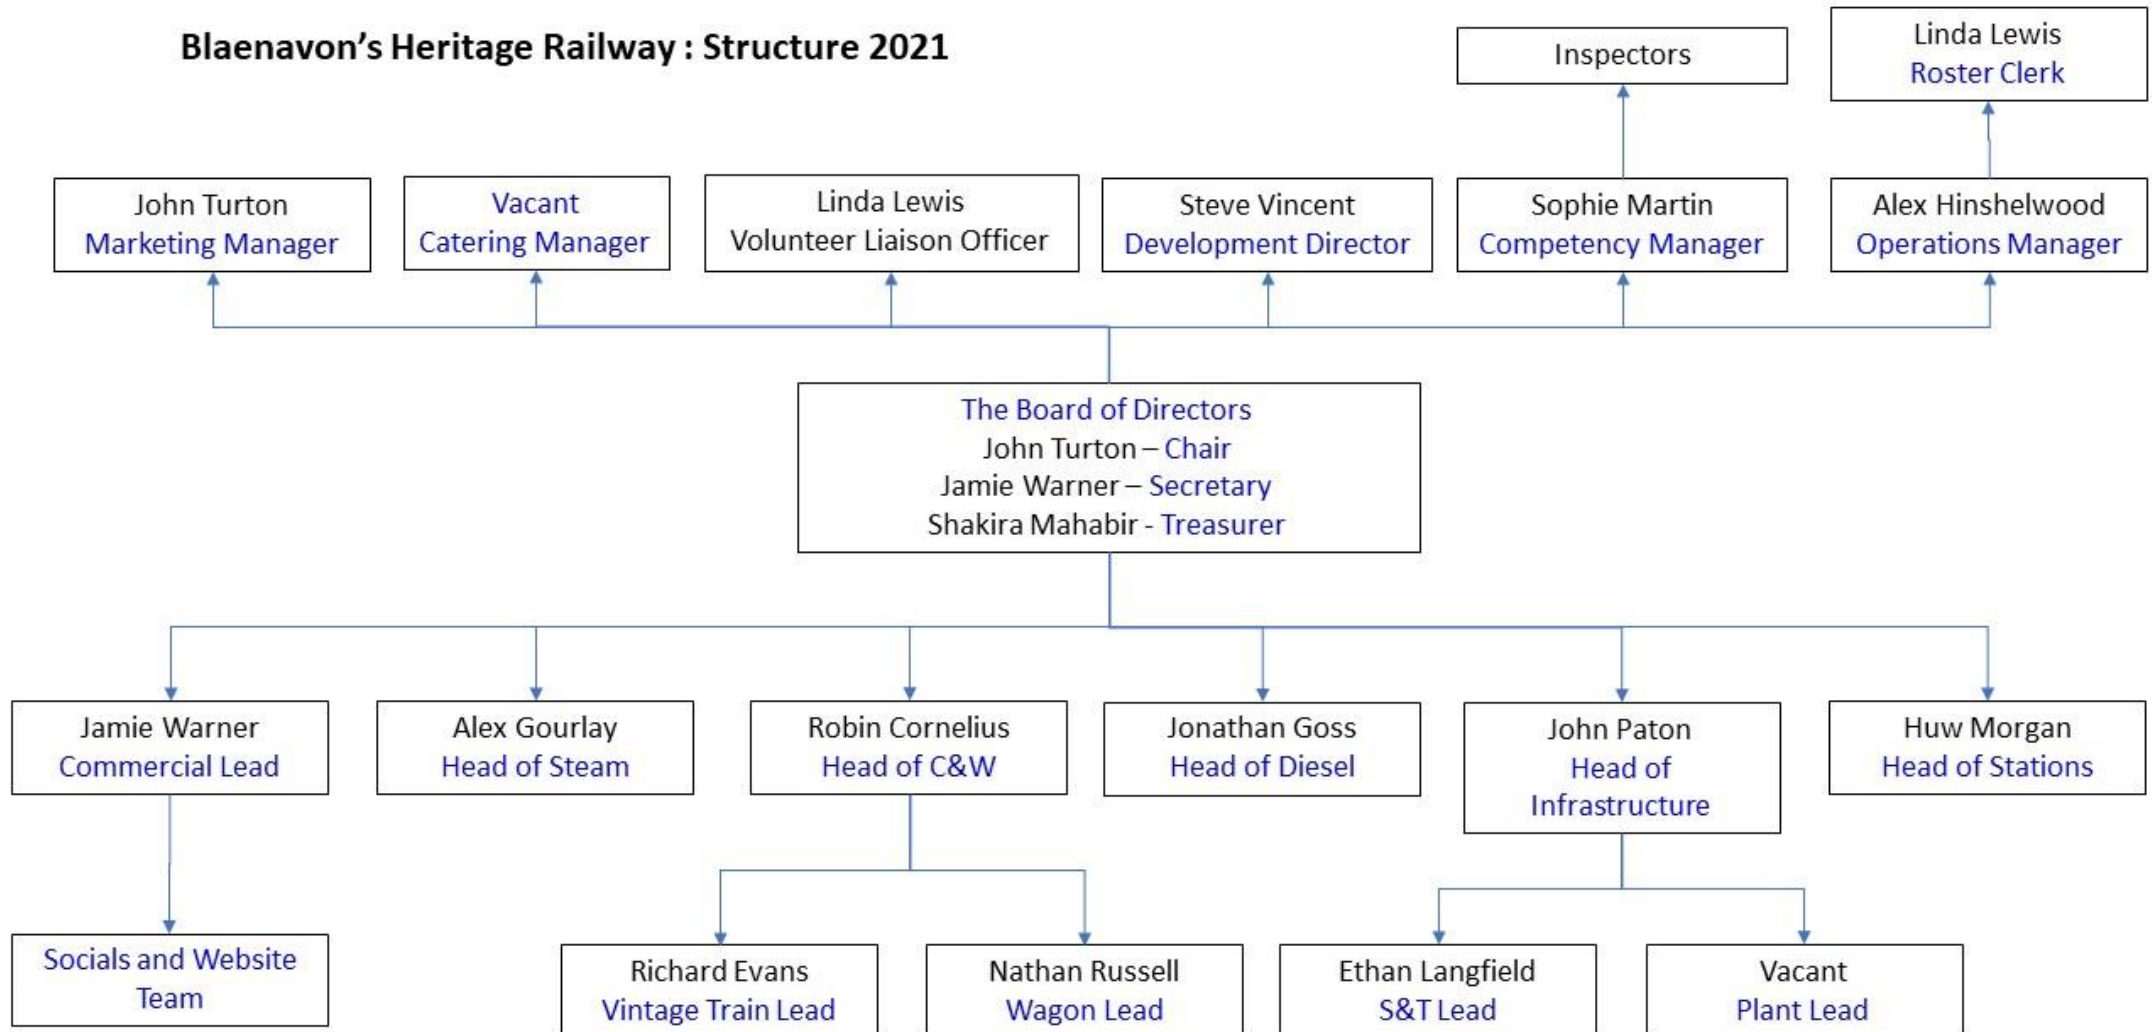 Blaenavon’s Heritage Railway : Structure 2021
Inspectors
Linda Lewis
Roster Clerk
John Turton
Marketing Manager
Vacant
Catering Manager
Linda Lewis
Volunteer Liaison Officer
Steve Vincent
Development Director
Sophie Martin
Competency Manager
Alex Hinshelwood
Operations Manager
The Board of Directors
John Turton – Chair
Jamie Warner – Secretary
Shakira Mahabir - Treasurer
Jamie Warner
Commercial Lead
Alex Gourlay
Head of Steam
Robin Cornelius
Head of C&W
Jonathan Goss
Head of Diesel
John Paton
Head of
Infrastructure
Huw Morgan
Head of Stations
Socials and Website
Team
Richard Evans
Vintage Train Lead
Nathan Russell
Wagon Lead
Ethan Langfield
S&T Lead
Vacant
Plant Lead